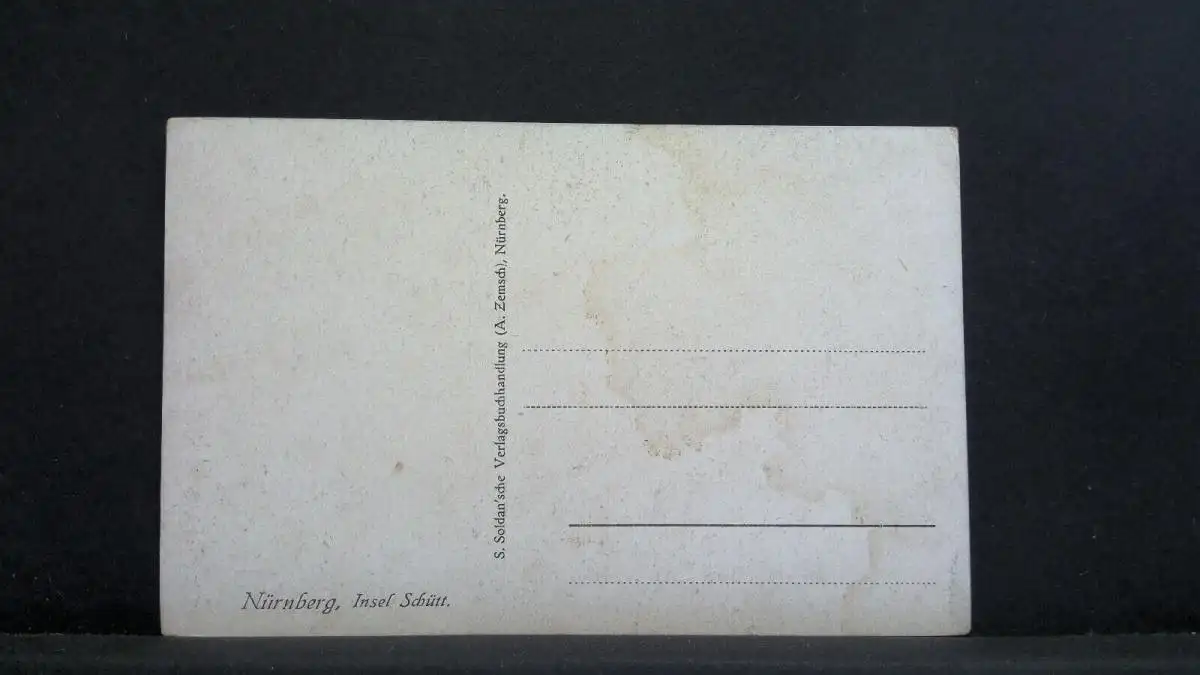 S. Soldan'sche Verlagsbuchhandlung (A. Zemsch), Nürnberg.
Nürnberg, Insel Schütt.